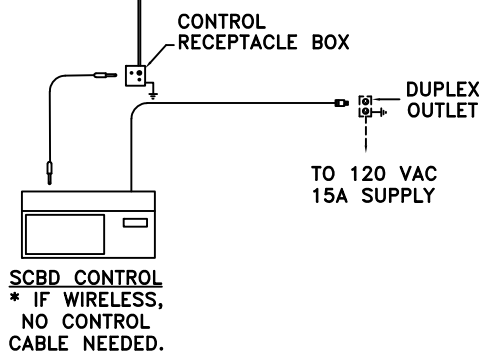 CONTROL
RECEPTACLE BOX
DUPLEX
OUTLET
TO 120 VAC
15A SUPPLY
SCBD CONTROL
* IF WIRELESS,
NO CONTROL
CABLE NEEDED.